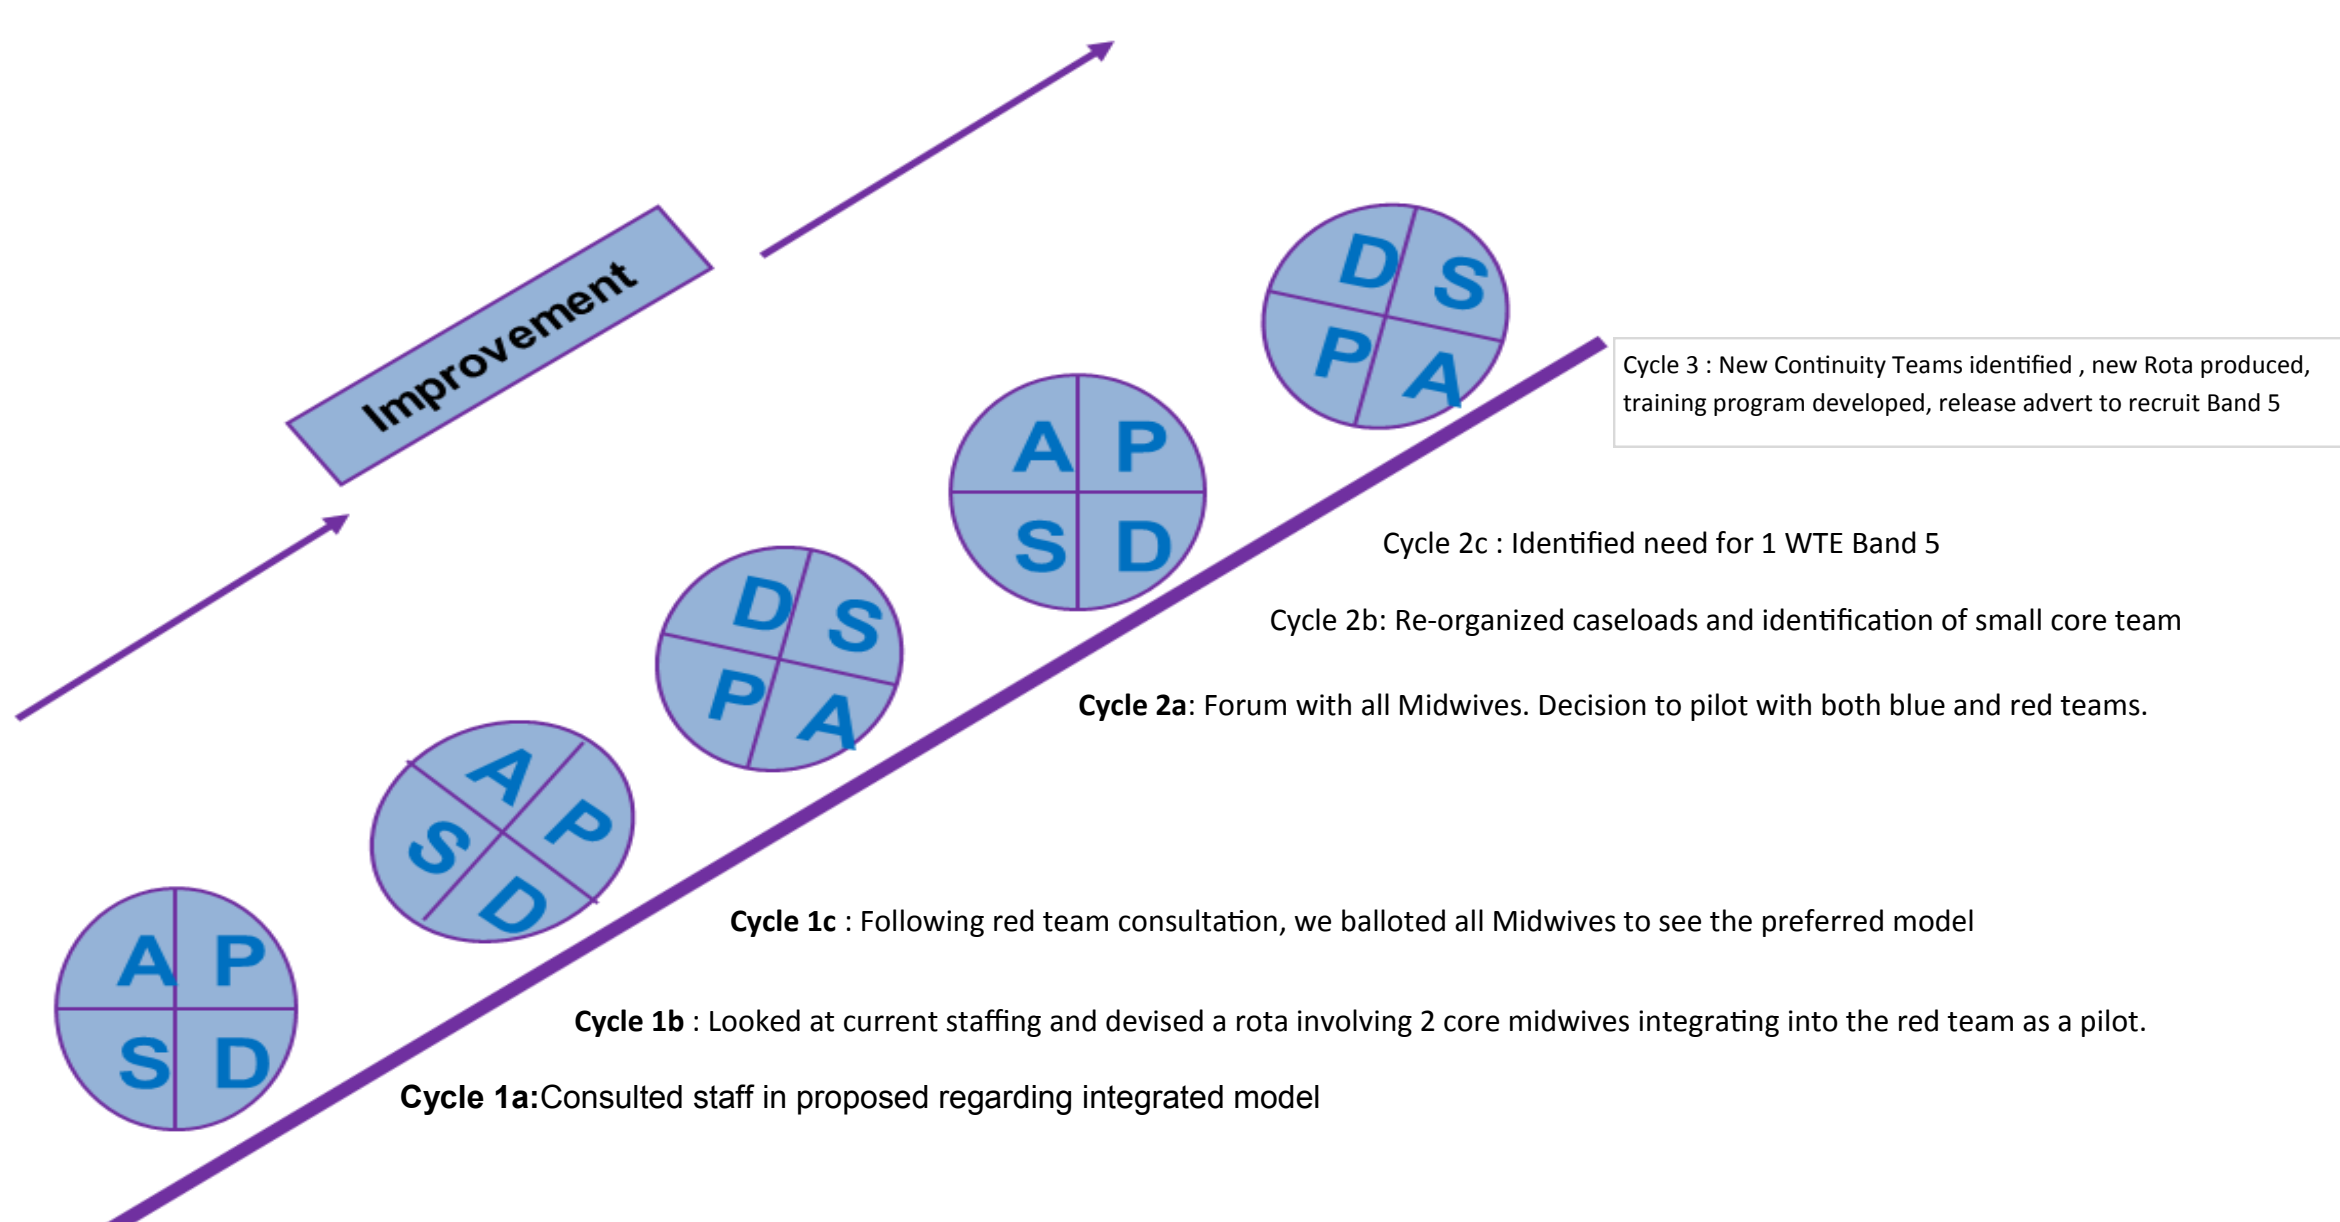 Improvement
D S
P A
Cycle 3 : New Continuity Teams identified , new Rota produced,
training program developed, release advert to recruit Band 5
A P
S D
Cycle 2c : Identified need for 1 WTE Band 5
D S
P A
Cycle 2b: Re-organized caseloads and identification of small core team
Cycle 2a: Forum with all Midwives. Decision to pilot with both blue and red teams.
A P
S D
Cycle 1c : Following red team consultation, we balloted all Midwives to see the preferred model
A P
S D
Cycle 1b : Looked at current staffing and devised a rota involving 2 core midwives integrating into the red team as a pilot.
Cycle 1a:Consulted staff in proposed regarding integrated model